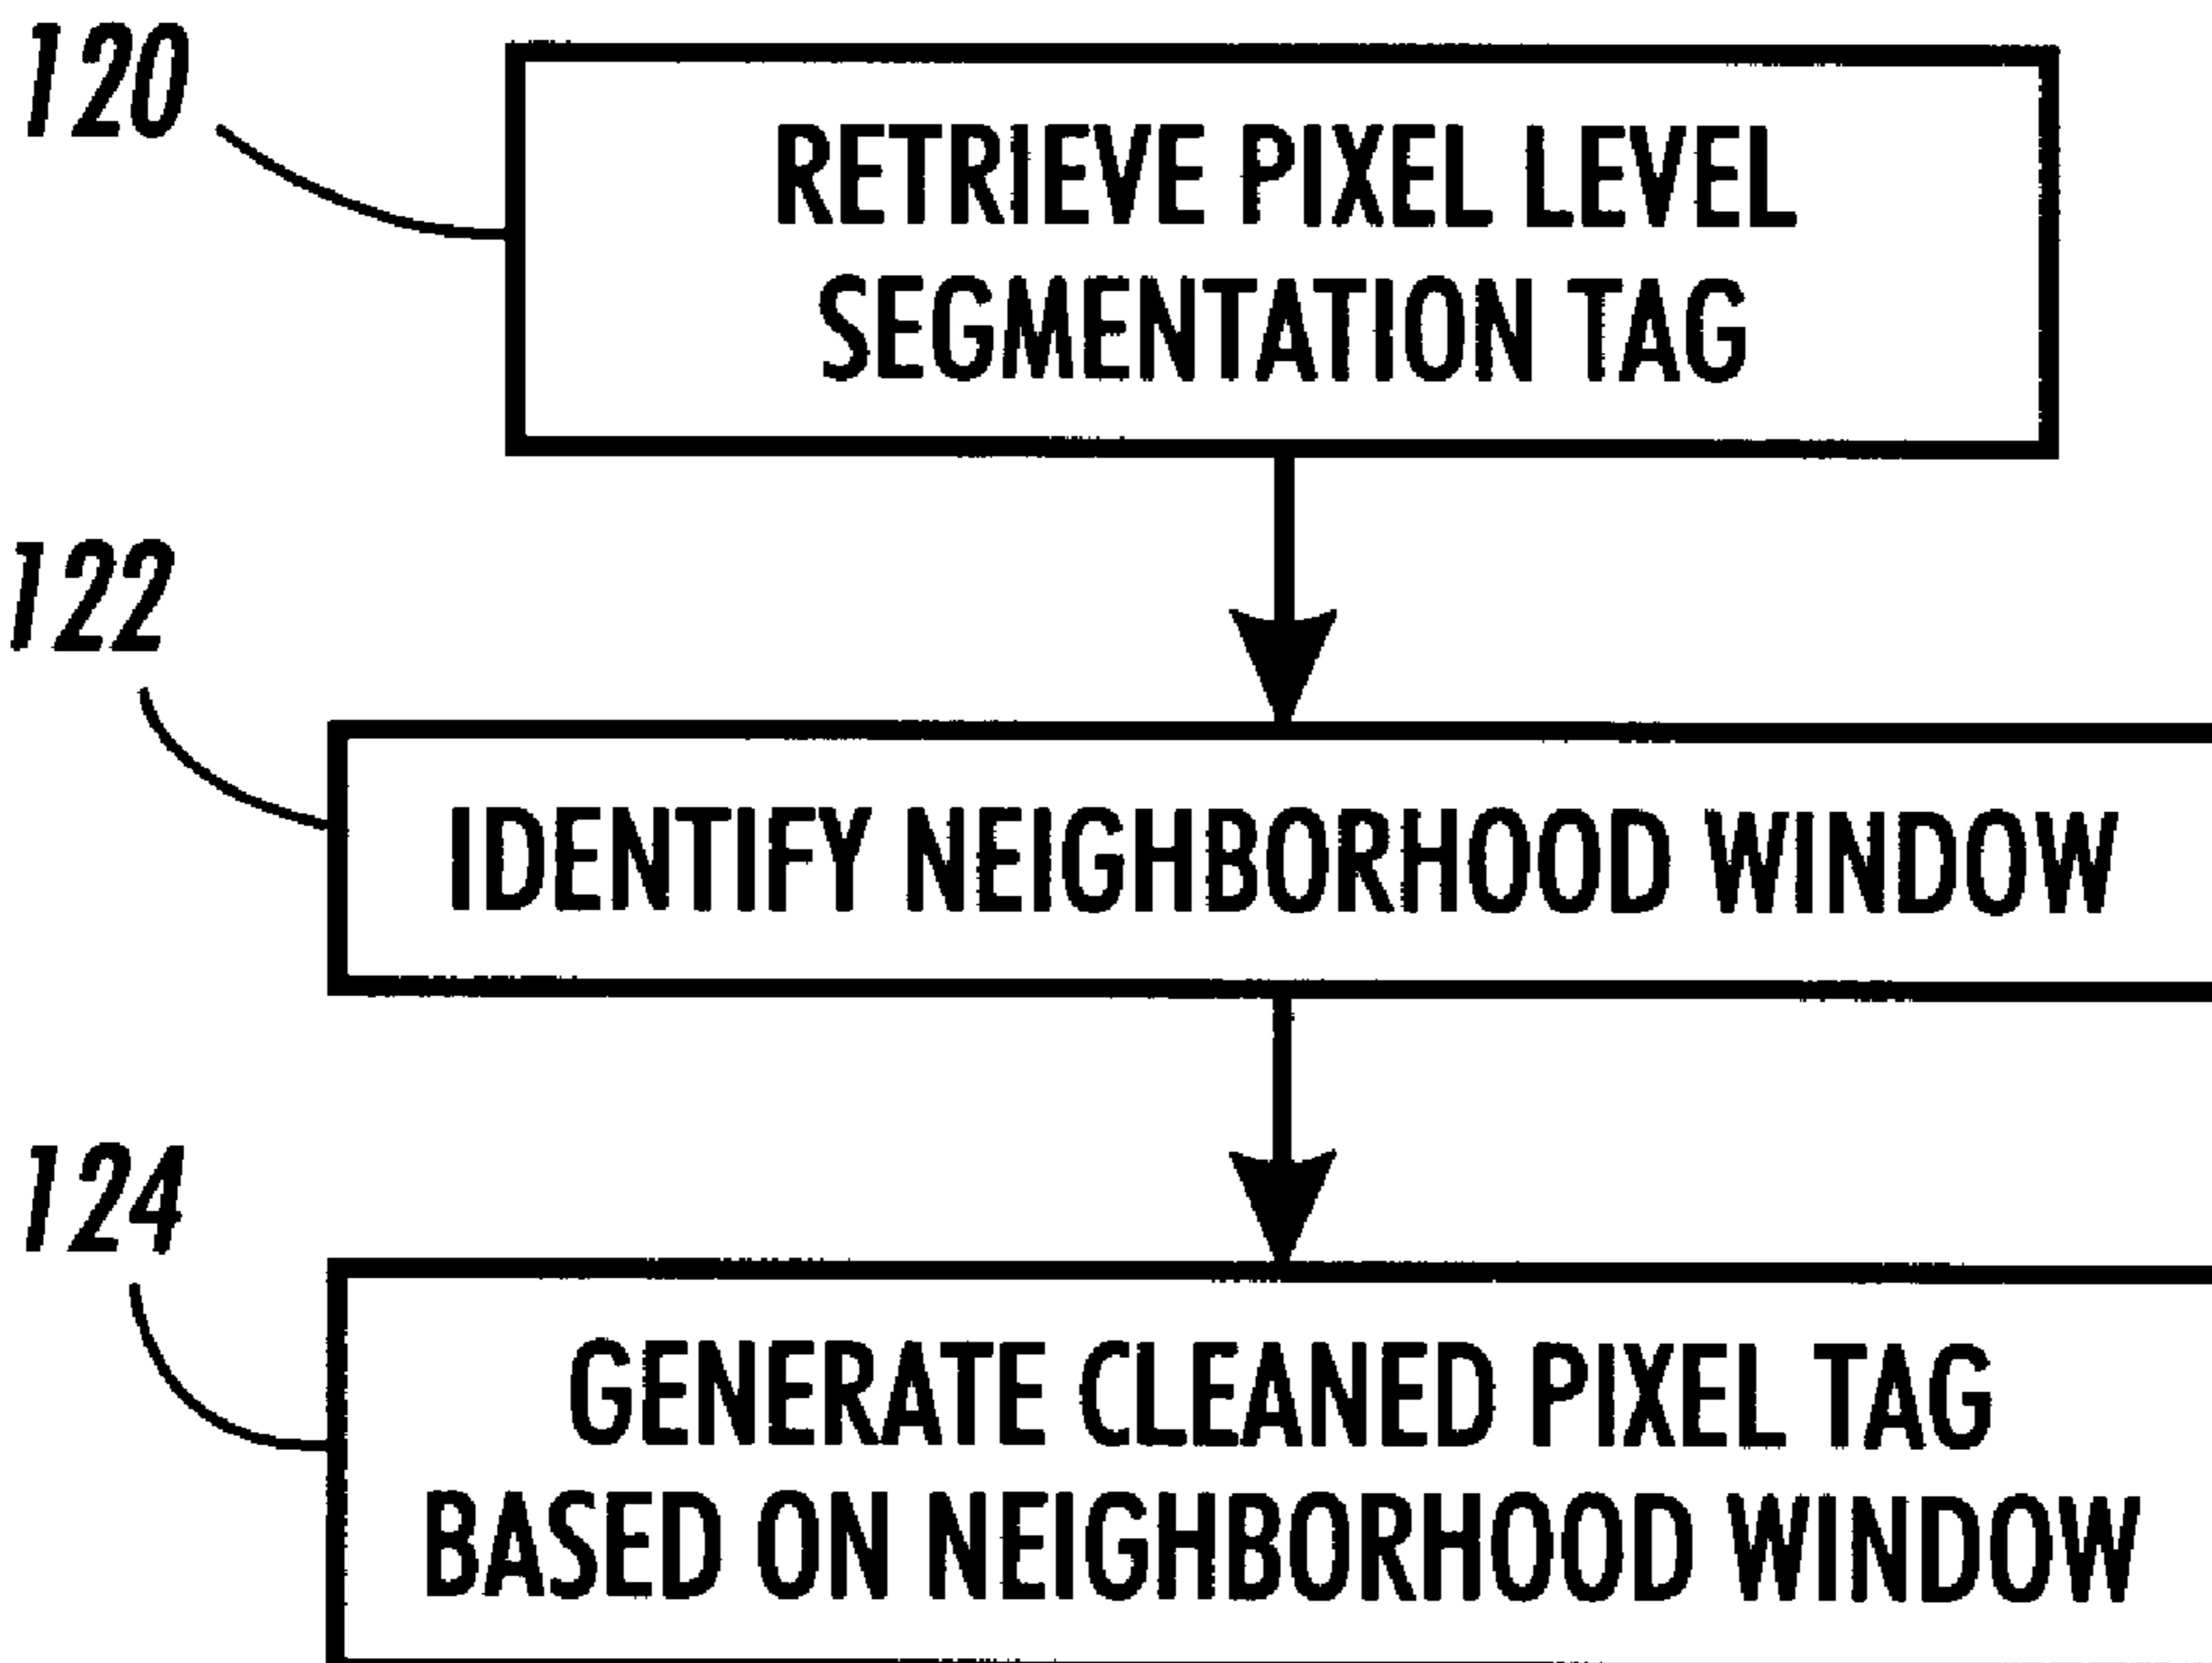 120
RETRIEVE PIXEL LEVEL
SEGMENTATION TAG
122
IDENTIFY NEIGHBORHOOD WINDOW
124
GENERATE CLEANED PIXEL TAG
BASED ON NEIGHBORHOOD WINDOW